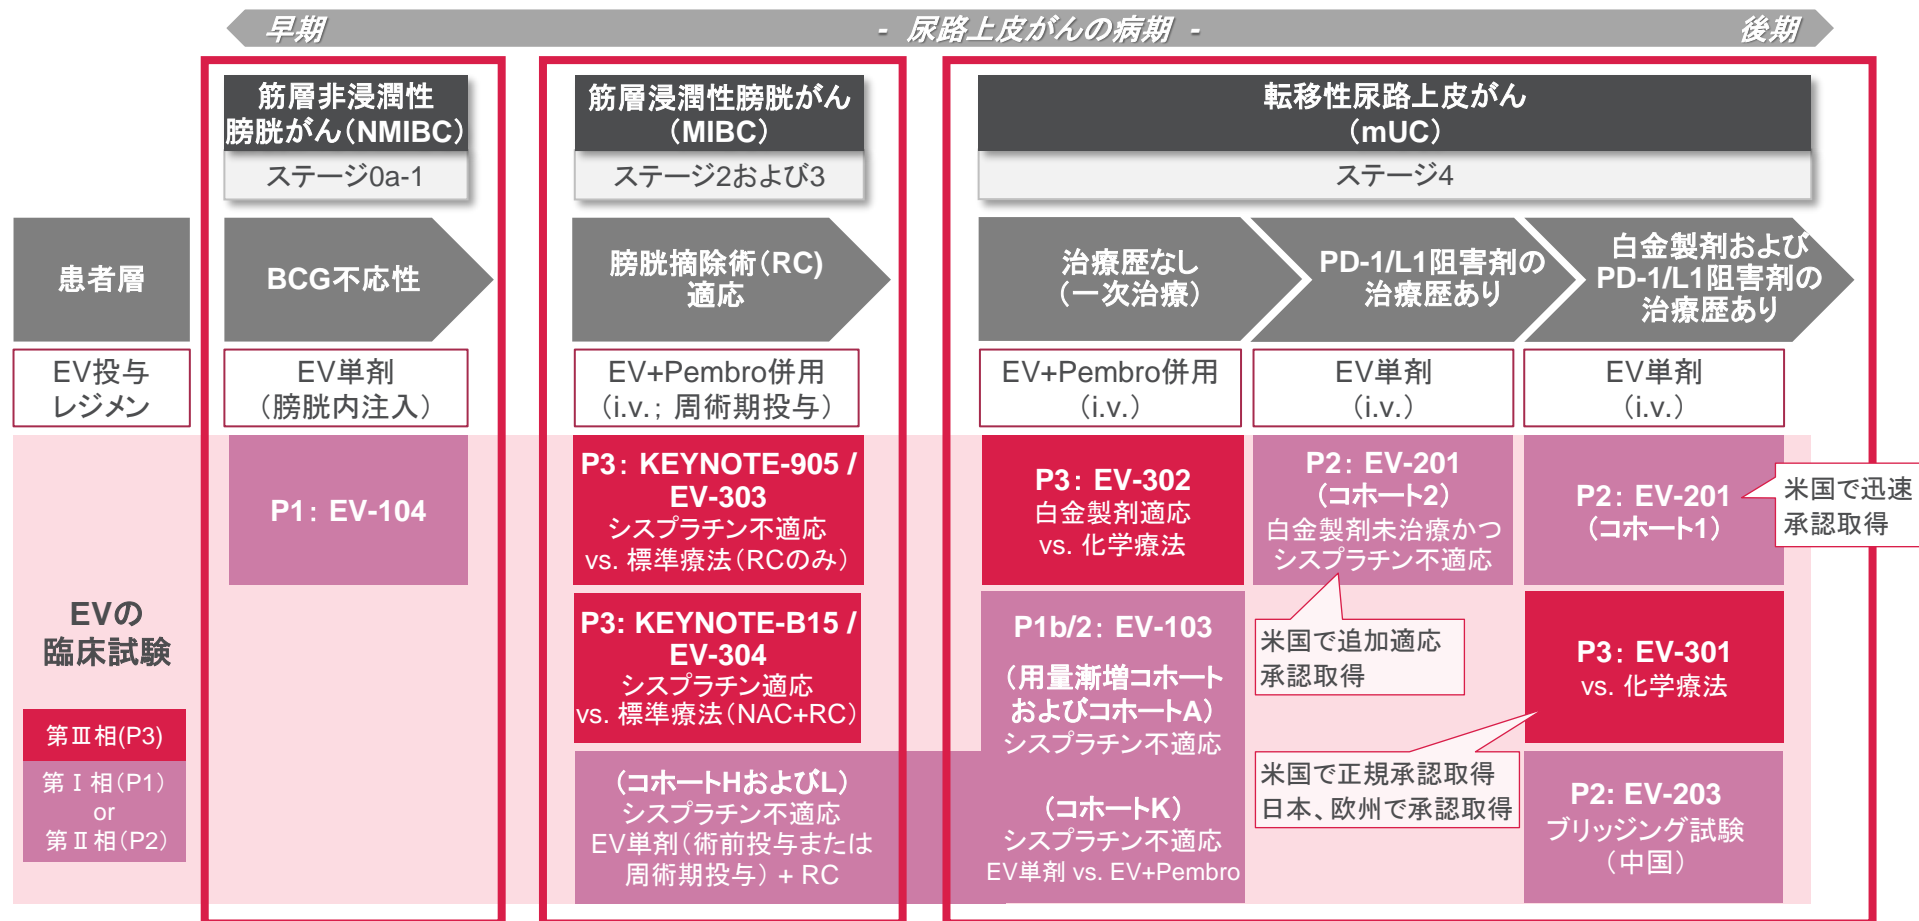 早期
- 尿路上皮がんの病期 -
後期
筋層非浸潤性
膀胱がん(NMIBC)
ステージ0a-1
筋層浸潤性膀胱がん
(MIBC)
ステージ2および3
転移性尿路上皮がん
(mUC)
ステージ4
患者層
BCG不応性
膀胱摘除術(RC)
適応
治療歴なし
(一次治療)
PD-1/L1阻害剤の
治療歴あり
白金製剤および
PD-1/L1阻害剤の
治療歴あり
EV投与
レジメン
EV単剤
(膀胱内注入)
EV+Pembro併用
(i.v.; 周術期投与)
EV+Pembro併用
(i.v.)
EV単剤
(i.v.)
EV単剤
(i.v.)
EVの
臨床試験
第Ⅲ相(P3)
第Ⅰ相(P1)
or
第Ⅱ相(P2)
P1: EV-104
P3: KEYNOTE-905 /
EV-303
シスプラチン不適応
vs. 標準療法(RCのみ)
P3: KEYNOTE-B15 /
EV-304
シスプラチン適応
vs. 標準療法(NAC+RC)
(コホートHおよびL)
シスプラチン不適応
EV単剤(術前投与または
周術期投与) + RC
P3: EV-302
白金製剤適応
vs. 化学療法
P1b/2: EV-103
(用量漸増コホート
およびコホートA)
シスプラチン不適応
(コホートK)
シスプラチン不適応
EV単剤 vs. EV+Pembro
P2: EV-201
(コホート2)
白金製剤未治療かつ
シスプラチン不適応
米国で追加適応
承認取得
P2: EV-201
(コホート1)
米国で迅速
承認取得
P3: EV-301
vs. 化学療法
米国で正規承認取得
日本、欧州で承認取得
P2: EV-203
ブリッジング試験
(中国)